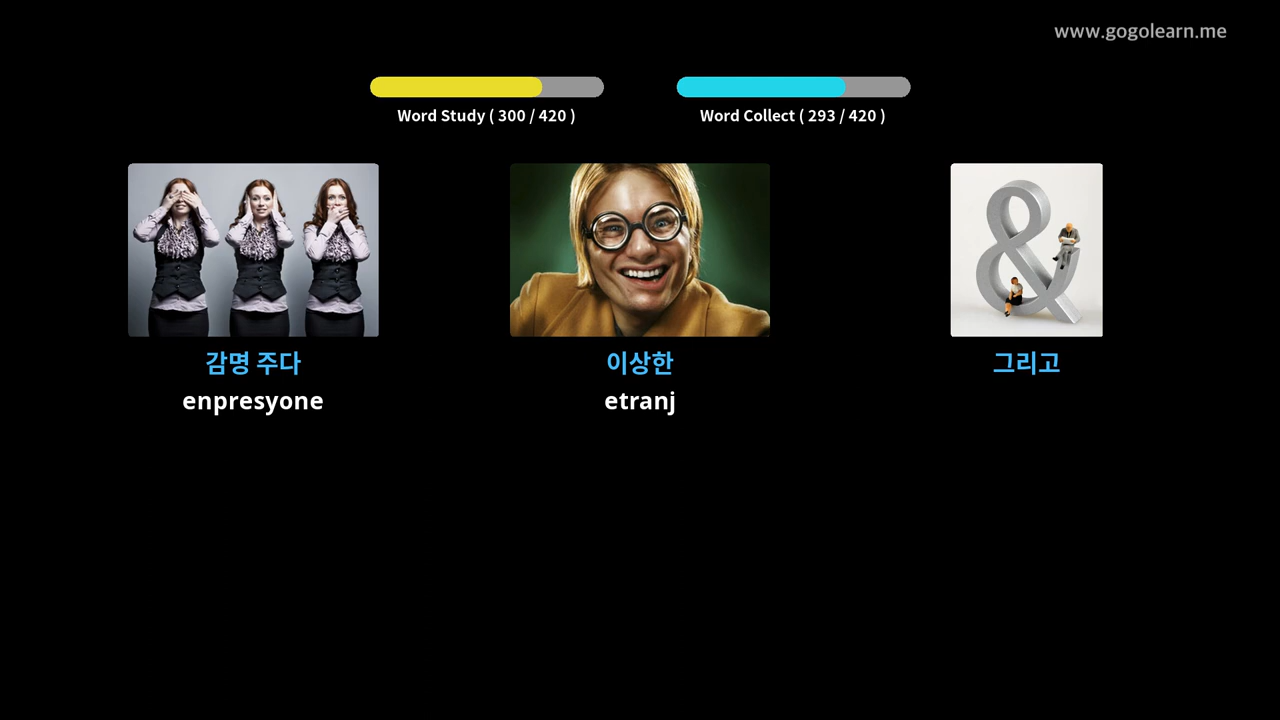 www.gogolearn.me
Word Study ( 300 / 420 )
Word Collect ( 293 / 420 )
감명 주다
enpresyone
이상한
etranj
그리고